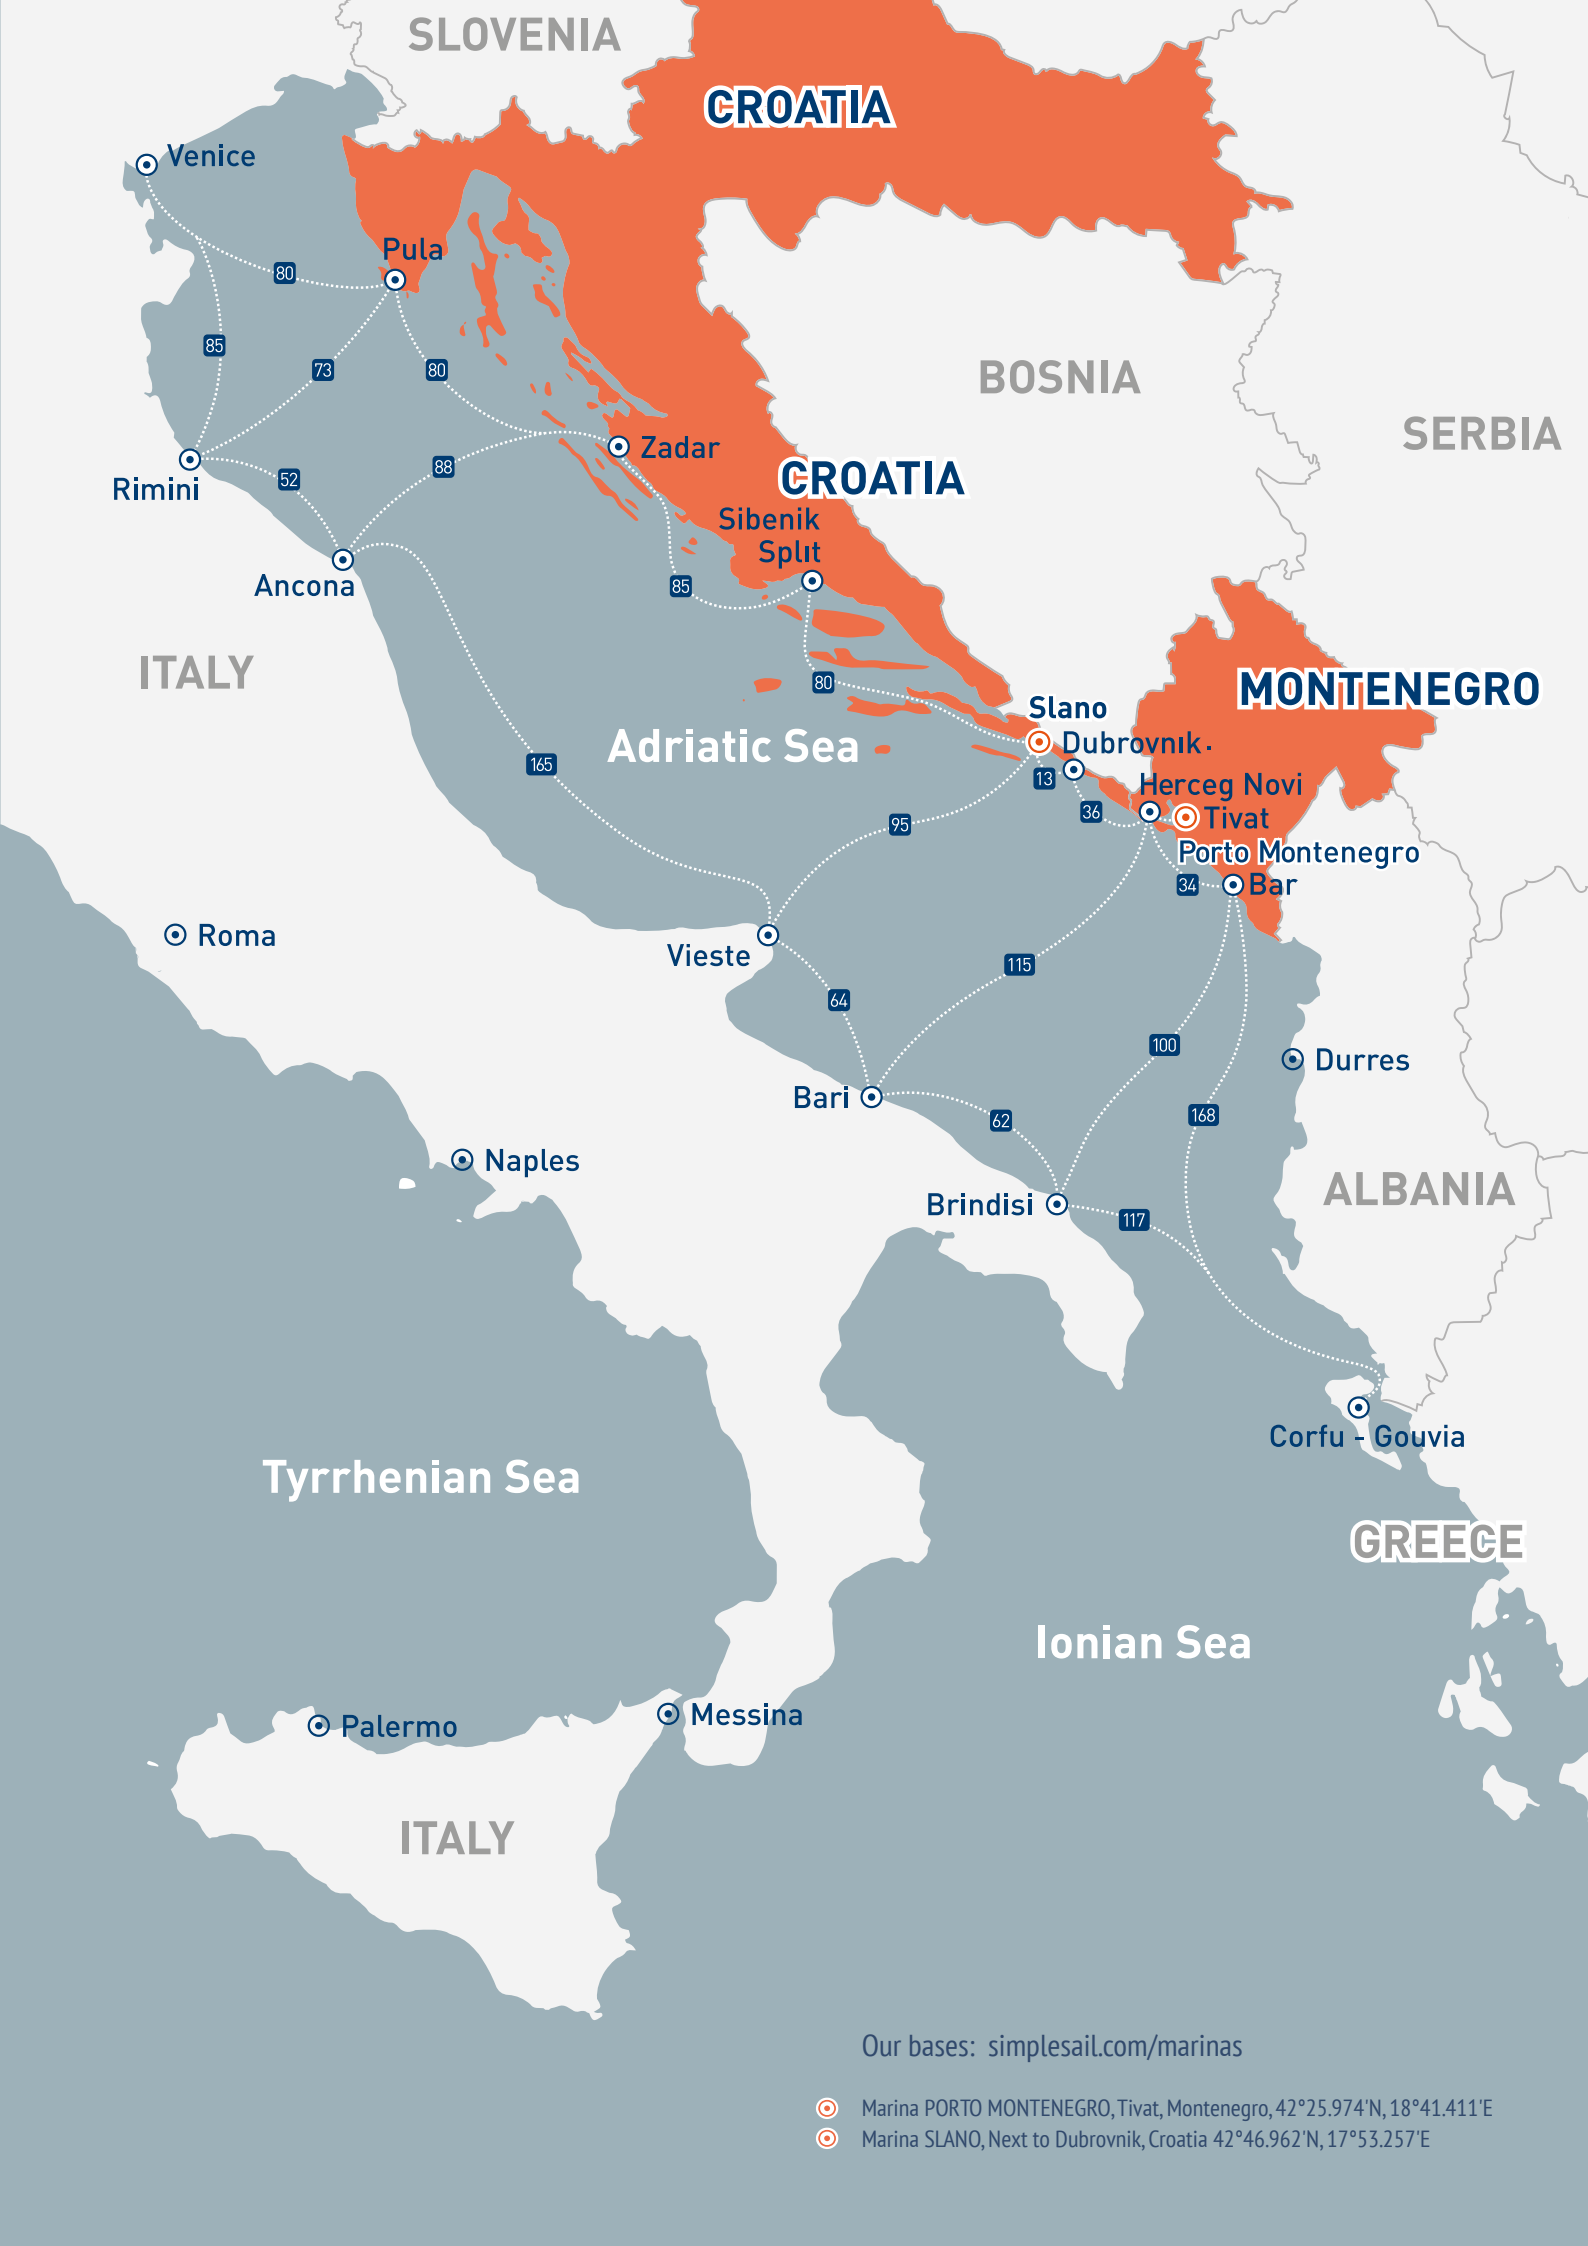 SLOVENIA
CROATIA
Venice
Pula
80
85
73
80
BOSNIA
SERBIA
Zadar
Rimini
52
88
CROATIA
Sibenik
Split
Ancona
85
ITALY
80
MONTENEGRO
Slano
Adriatic Sea
Dubrovnik.
165
13
Herceg Novi
36
Tivat
95
Porto Montenegro
34
Bar
Roma
Vieste
115
64
100
Durres
Bari
62
168
Naples
ALBANIA
Brindisi
117
Corfu - Gouvia
Tyrrhenian Sea
GREECE
Ionian Sea
Messina
Palermo
ITALY
Our bases: simplesail.com/marinas
Marina PORTO MONTENEGRO, Tivat, Montenegro, 42°25.974'N, 18°41.411'E
Marina SLANO, Next to Dubrovnik, Croatia 42°46.962'N, 17°53.257'E